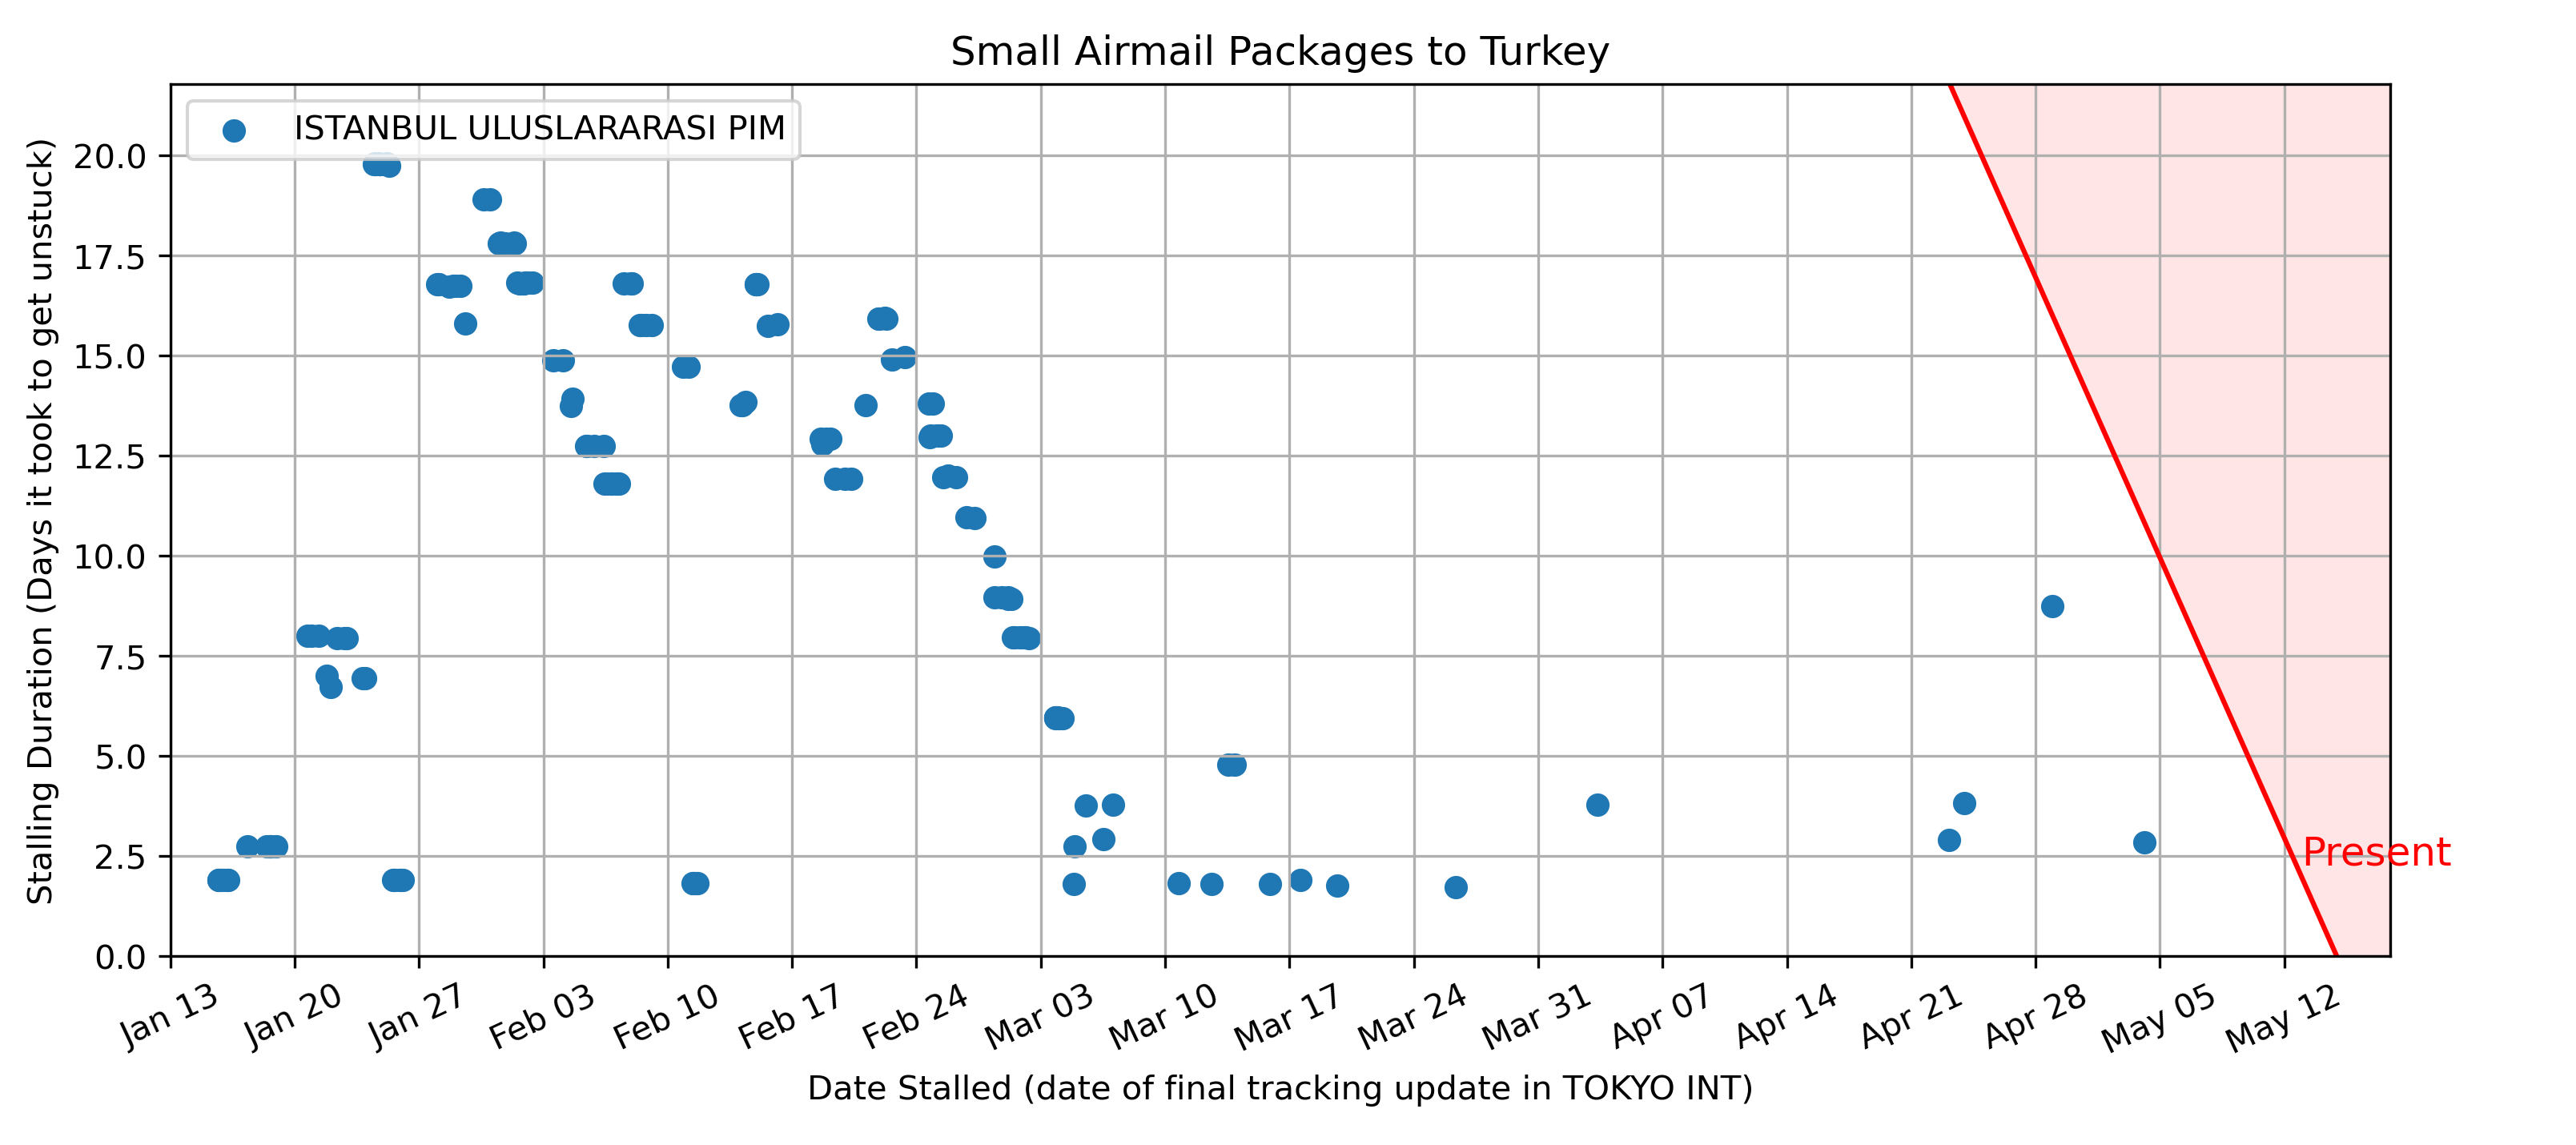 Small Airmail Packages to Turkey
ISTANBUL ULUSLARARASI PIM
Stalling Duration (Days it took to get unstuck)
20.0
17.5
15.0
12.5
10.0
7.5
5.0
2.5
0.0
Present
Jan 13 Jan 20 Jan 27 Feb 03 Feb 10 Feb 17 Feb 24 Mar 03 Mar 10 Mar 17 Mar 24 Mar 31 Apr 07 Apr 14 Apr 21 Apr 28 May 05 May 12
Date Stalled (date of final tracking update in TOKYO INT)